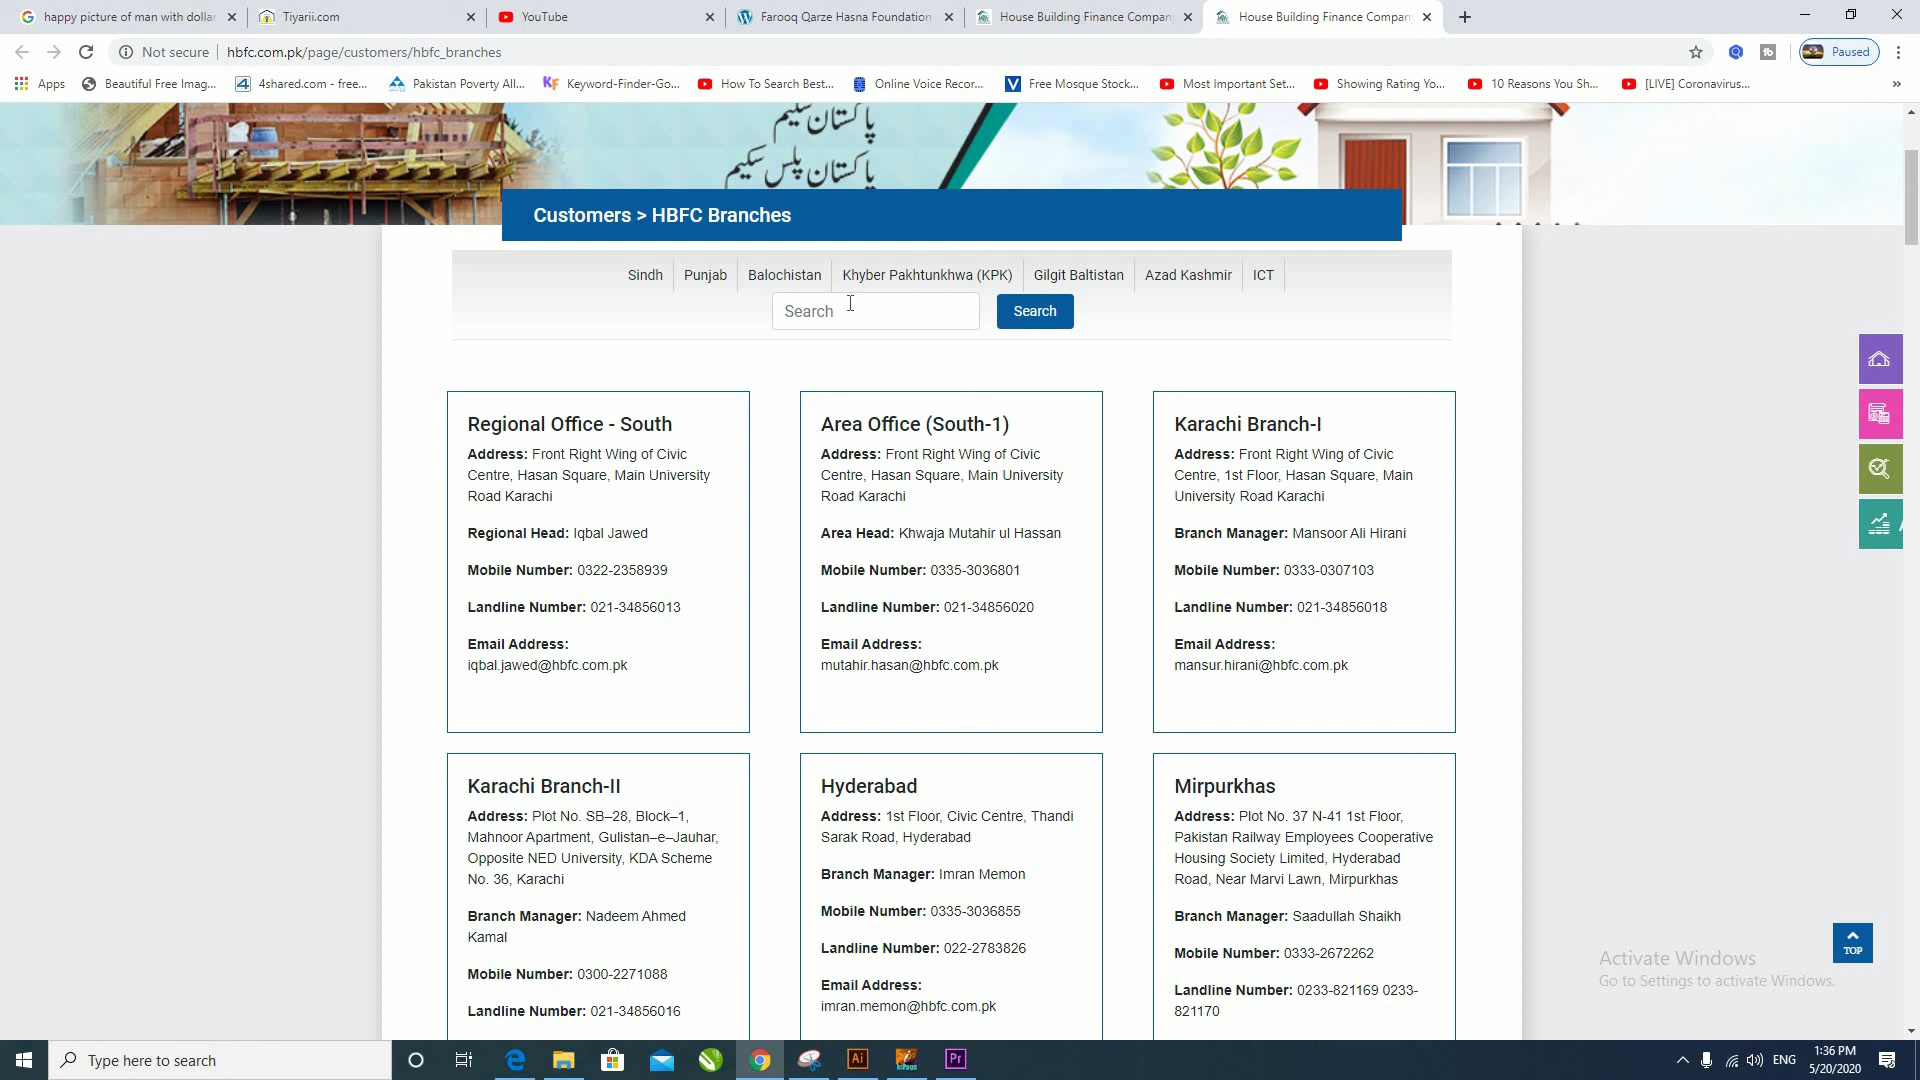 happy picture of man with dollar
Tiyarii.com
YouTube
Farooq Qarze Hasna Foundation
House Building Finance Compan
House Building Finance Compan
Not secure
hbfc.com.pk/page/customers/hbfc_branches
Paused
Apps
Beautiful Free Imag...
4shared.com - free...
Pakistan Poverty All...
Keyword-Finder-Go...
How To Search Best...
Online Voice Recor...
Free Mosque Stock...
Most Important Set...
Showing Rating Yo...
10 Reasons You Sh...
[LIVE] Coronavirus...
پاکستان سکیم
پاکستان پلس سکیم
Customers > HBFC Branches
Sindh
Punjab
Balochistan
Khyber Pakhtunkhwa (KPK)
Gilgit Baltistan
Azad Kashmir
ICT
Search
Search
Regional Office - South
Address: Front Right Wing of Civic
Centre, Hasan Square, Main University
Road Karachi
Regional Head: Iqbal Jawed
Mobile Number: 0322-2358939
Landline Number: 021-34856013
Email Address:
iqbal.jawed@hbfc.com.pk
Area Office (South-1)
Address: Front Right Wing of Civic
Centre, Hasan Square, Main University
Road Karachi
Area Head: Khwaja Mutahir ul Hassan
Mobile Number: 0335-3036801
Landline Number: 021-34856020
Email Address:
mutahir.hasan@hbfc.com.pk
Karachi Branch-I
Address: Front Right Wing of Civic
Centre, 1st Floor, Hasan Square, Main
University Road Karachi
Branch Manager: Mansoor Ali Hirani
Mobile Number: 0333-0307103
Landline Number: 021-34856018
Email Address:
mansur.hirani@hbfc.com.pk
Karachi Branch-II
Address: Plot No. SB–28, Block–1,
Mahnoor Apartment, Gulistan–e–Jauhar,
Opposite NED University, KDA Scheme
No. 36, Karachi
Branch Manager: Nadeem Ahmed
Kamal
Mobile Number: 0300-2271088
Landline Number: 021-34856016
Hyderabad
Address: 1st Floor, Civic Centre, Thandi
Sarak Road, Hyderabad
Branch Manager: Imran Memon
Mobile Number: 0335-3036855
Landline Number: 022-2783826
Email Address:
imran.memon@hbfc.com.pk
Mirpurkhas
Address: Plot No. 37 N-41 1st Floor,
Pakistan Railway Employees Cooperative
Housing Society Limited, Hyderabad
Road, Near Marvi Lawn, Mirpurkhas
Branch Manager: Saadullah Shaikh
Mobile Number: 0333-2672262
Landline Number: 0233-821169 0233-
821170
TOP
Activate Windows
Go to Settings to activate Windows.
Type here to search
Ai
Pr
ENG
1:36 PM
5/20/2020